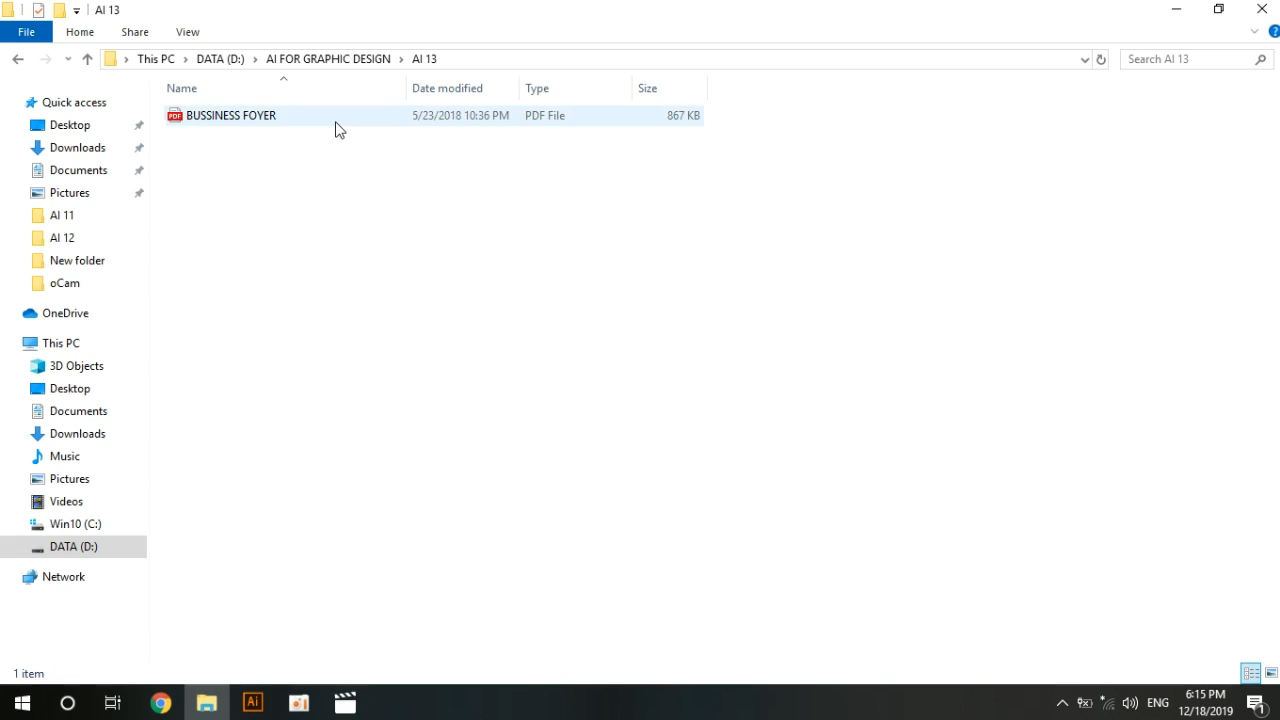 AI 13
File Home Share View
This PC DATA (D:) AI FOR GRAPHIC DESIGN AI 13 Search AI 13
Name Date modified Type Size
BUSSINESS FOYER 5/23/2018 10:36 PM PDF File 867 KB
Quick access
Desktop
Downloads
Documents
Pictures
AI 11
AI 12
New folder
oCam
OneDrive
This PC
3D Objects
Desktop
Documents
Downloads
Music
Pictures
Videos
Win10 (C:)
DATA (D:)
Network
1 item
Ai ENG 6:15 PM
12/18/2019 1